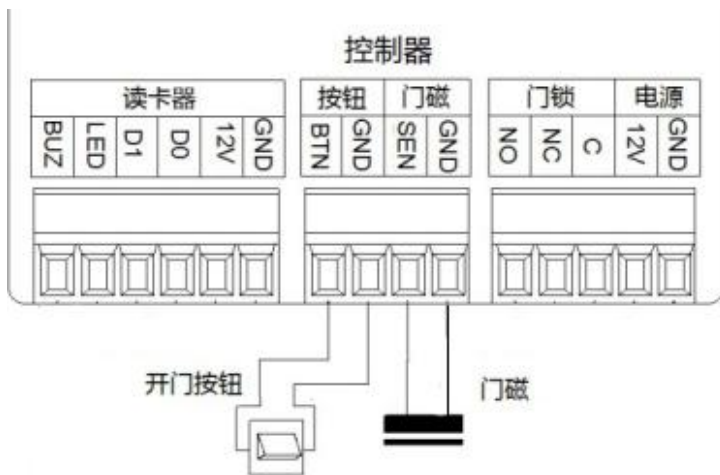 控制器
读卡器 按钮 门磁 门锁 电源
BUZ LED D1 D0 12V GND BTN GND SEN GND NO NC C 12V GND
开门按钮 门磁